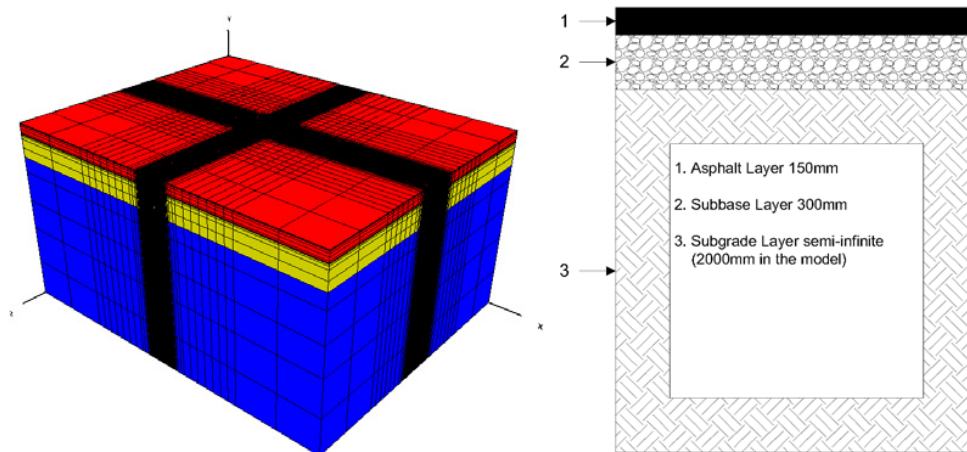 Y
Z
X
1
2
3
1. Asphalt Layer 150mm
2. Subbase Layer 300mm
3. Subgrade Layer semi-infinite
(2000mm in the model)